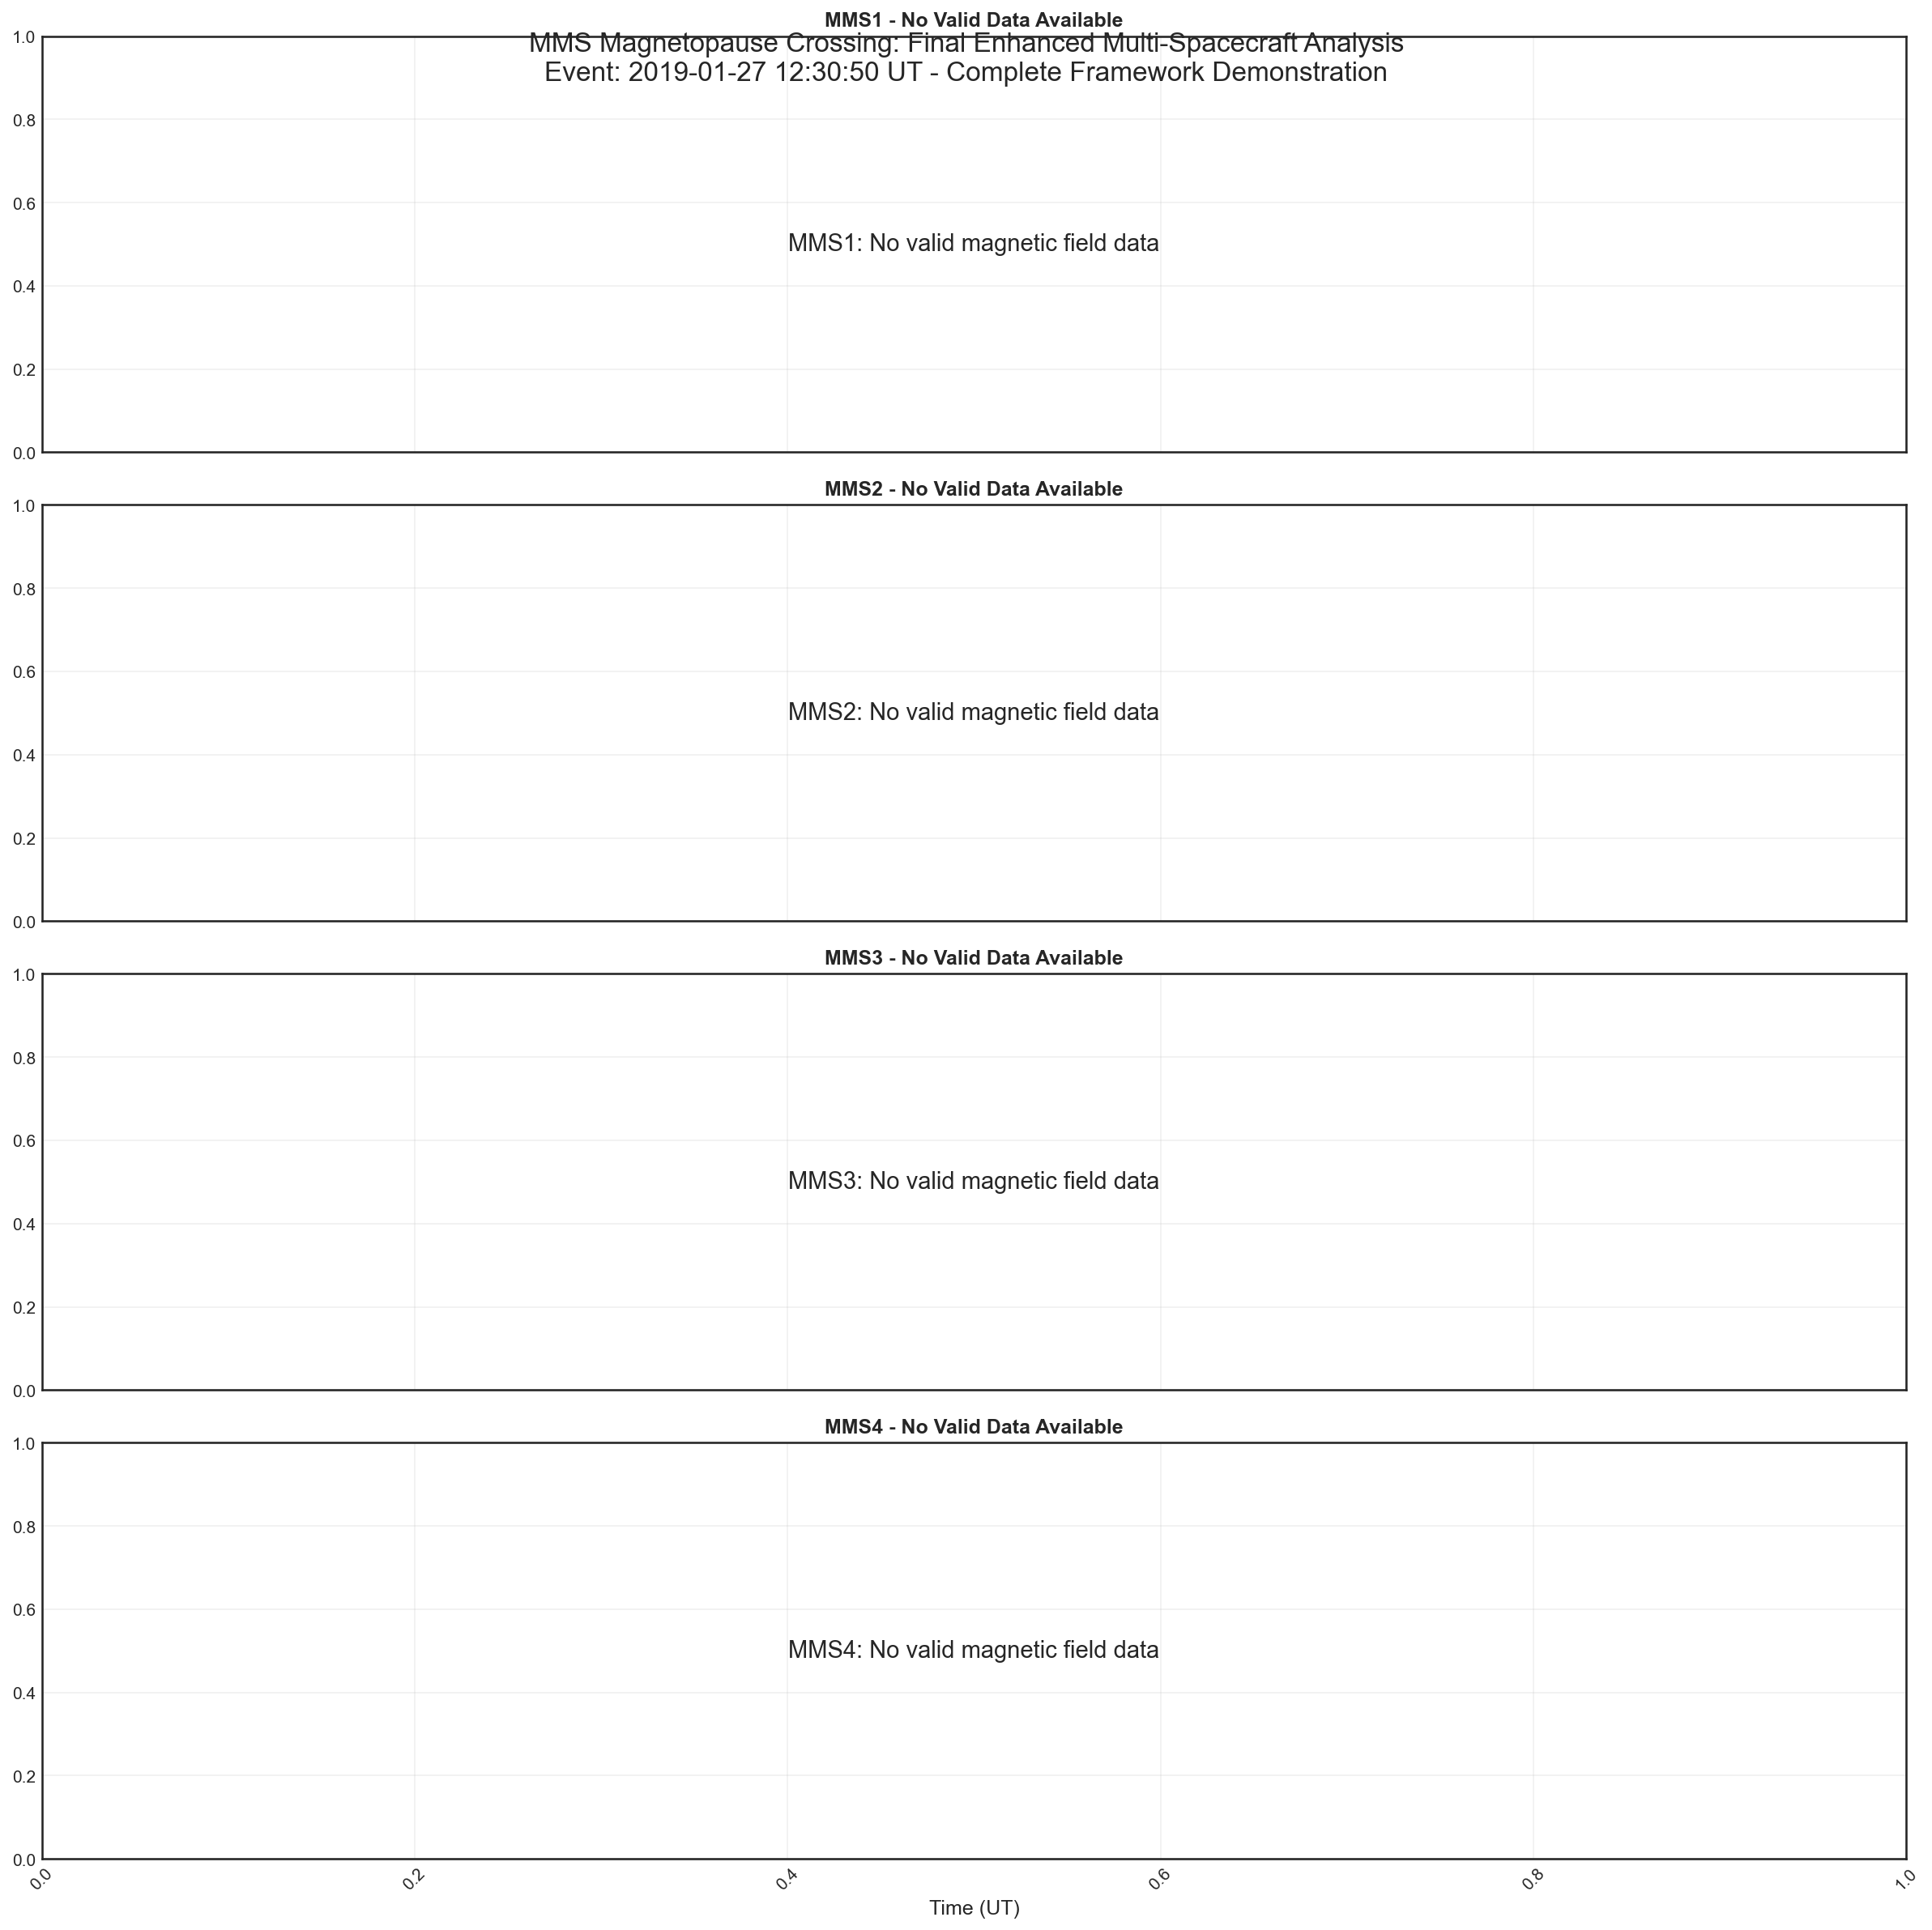 MMS1 - No Valid Data Available
MMS Magnetopause Crossing: Final Enhanced Multi-Spacecraft Analysis
Event: 2019-01-27 12:30:50 UT - Complete Framework Demonstration
1.0
0.8
0.6
MMS1: No valid magnetic field data
0.4
0.2
0.0
MMS2 - No Valid Data Available
1.0
0.8
0.6
MMS2: No valid magnetic field data
0.4
0.2
0.0
MMS3 - No Valid Data Available
1.0
0.8
0.6
MMS3: No valid magnetic field data
0.4
0.2
0.0
MMS4 - No Valid Data Available
1.0
0.8
0.6
MMS4: No valid magnetic field data
0.4
0.2
0.0
0.0 0.2 0.4 0.6 0.8 1.0
Time (UT)